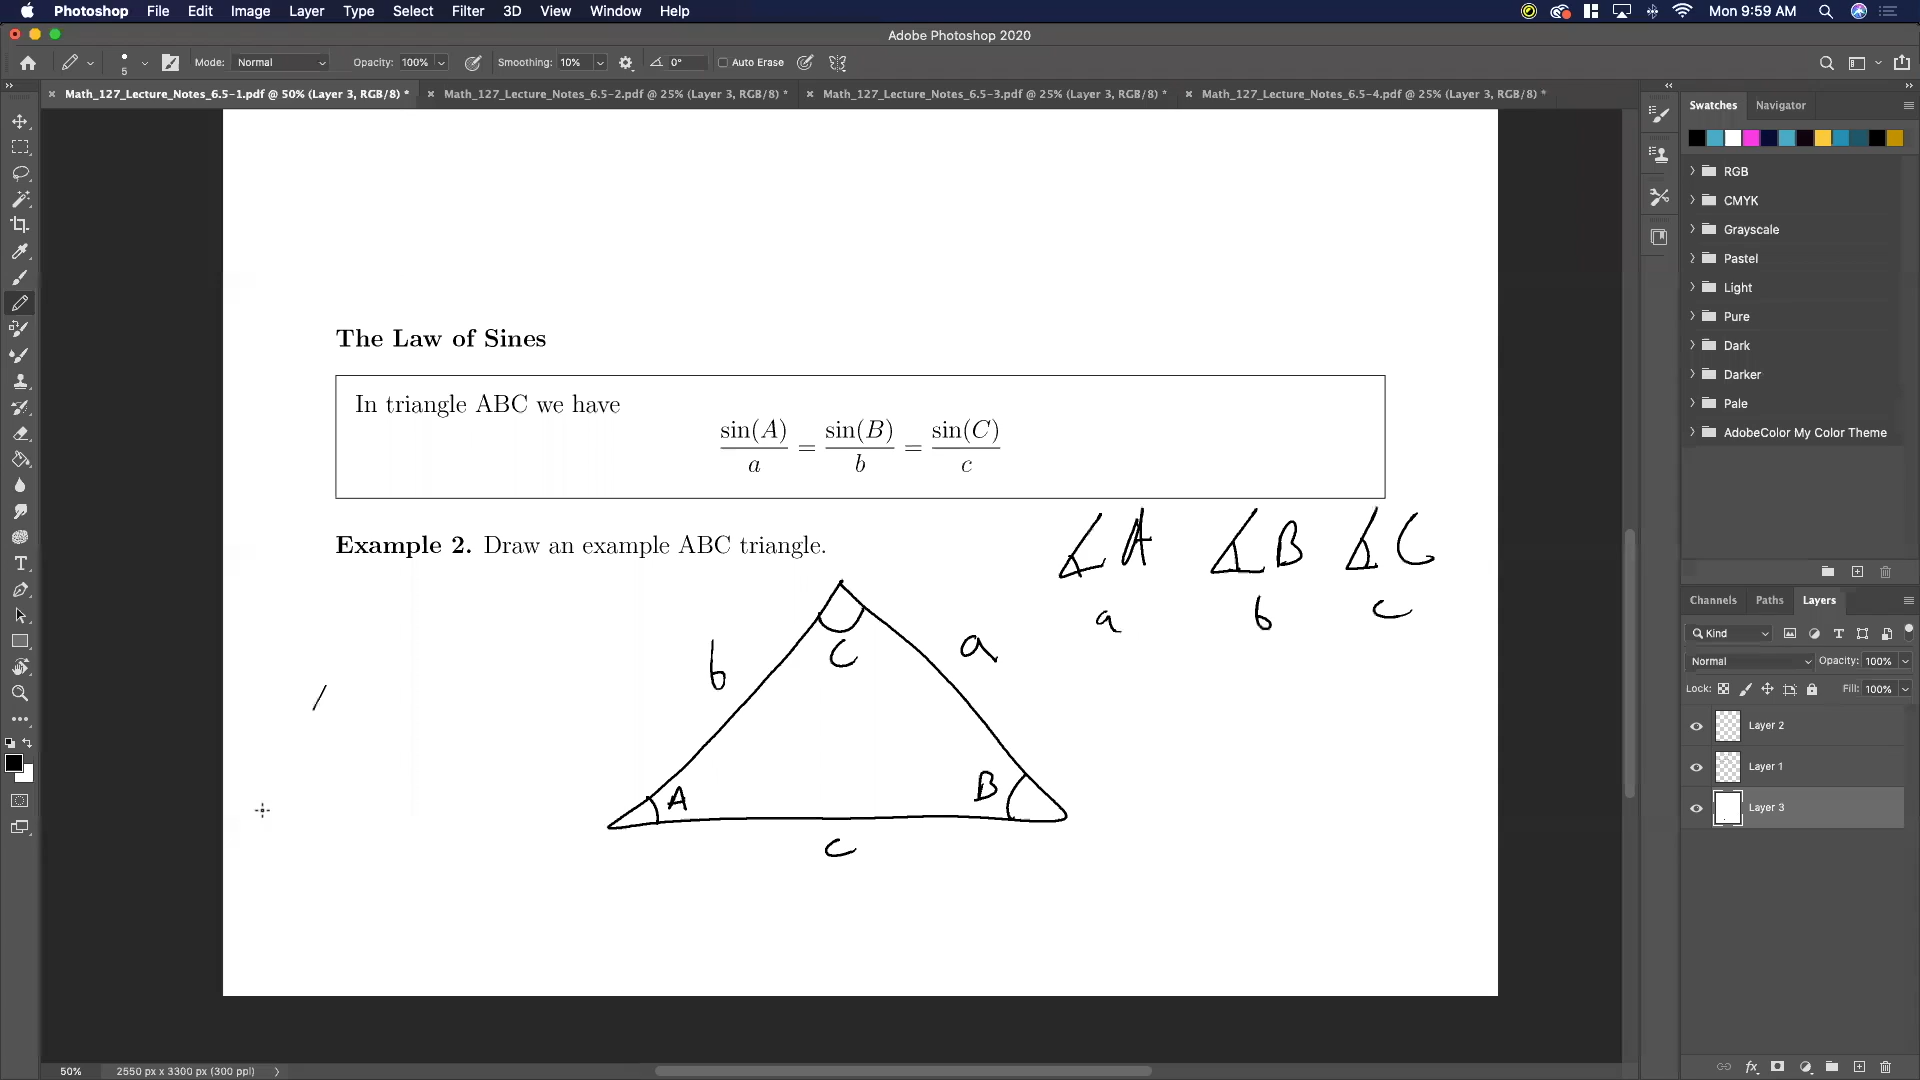 Photoshop File Edit Image Layer Type Select Filter 3D View Window Help Mon 9:59 AM
Adobe Photoshop 2020
5 Mode: Normal Opacity: 100% Smoothing: 10% 0° Auto Erase
Math_127_Lecture_Notes_6.5-1.pdf @ 50% (Layer 3, RGB/8) *
Math_127_Lecture_Notes_6.5-2.pdf @ 25% (Layer 3, RGB/8) *
Math_127_Lecture_Notes_6.5-3.pdf @ 25% (Layer 3, RGB/8) *
Math_127_Lecture_Notes_6.5-4.pdf @ 25% (Layer 3, RGB/8) *
The Law of Sines
In triangle ABC we have
sin(A)/a = sin(B)/b = sin(C)/c
Example 2. Draw an example ABC triangle.
∡A ∡B ∡C
a b c
b C a
A B
c
50% 2550 px x 3300 px (300 ppi)
Swatches Navigator
RGB
CMYK
Grayscale
Pastel
Light
Pure
Dark
Darker
Pale
AdobeColor My Color Theme
Channels Paths Layers
Kind
Normal Opacity: 100%
Lock: Fill: 100%
Layer 2
Layer 1
Layer 3
fx